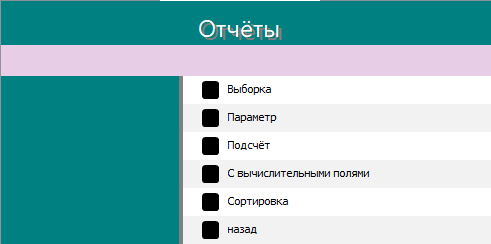 Отчёты
Выборка
Параметр
Подсчёт
С вычислительными полями
Сортировка
назад